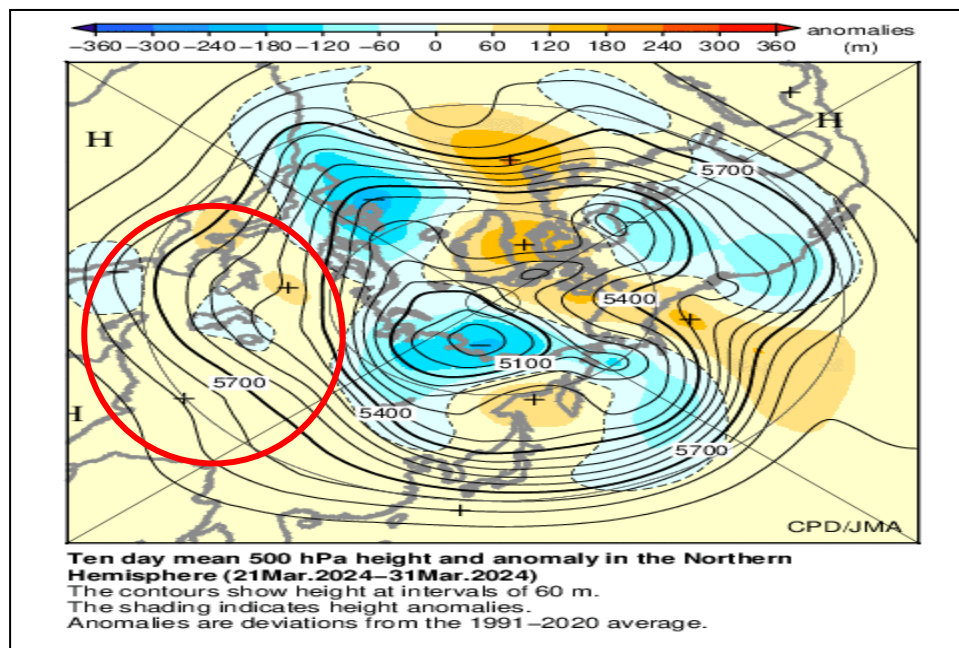 −360 −300 −240 −180 −120 −60 0 60 120 180 240 300 360 anomalies
(m)
H
H
5700
5400
5700
5100
H
5400
5700
CPD/JMA
Ten day mean 500 hPa height and anomaly in the Northern
Hemisphere (21Mar.2024−31Mar.2024)
The contours show height at intervals of 60 m.
The shading indicates height anomalies.
Anomalies are deviations from the 1991−2020 average.